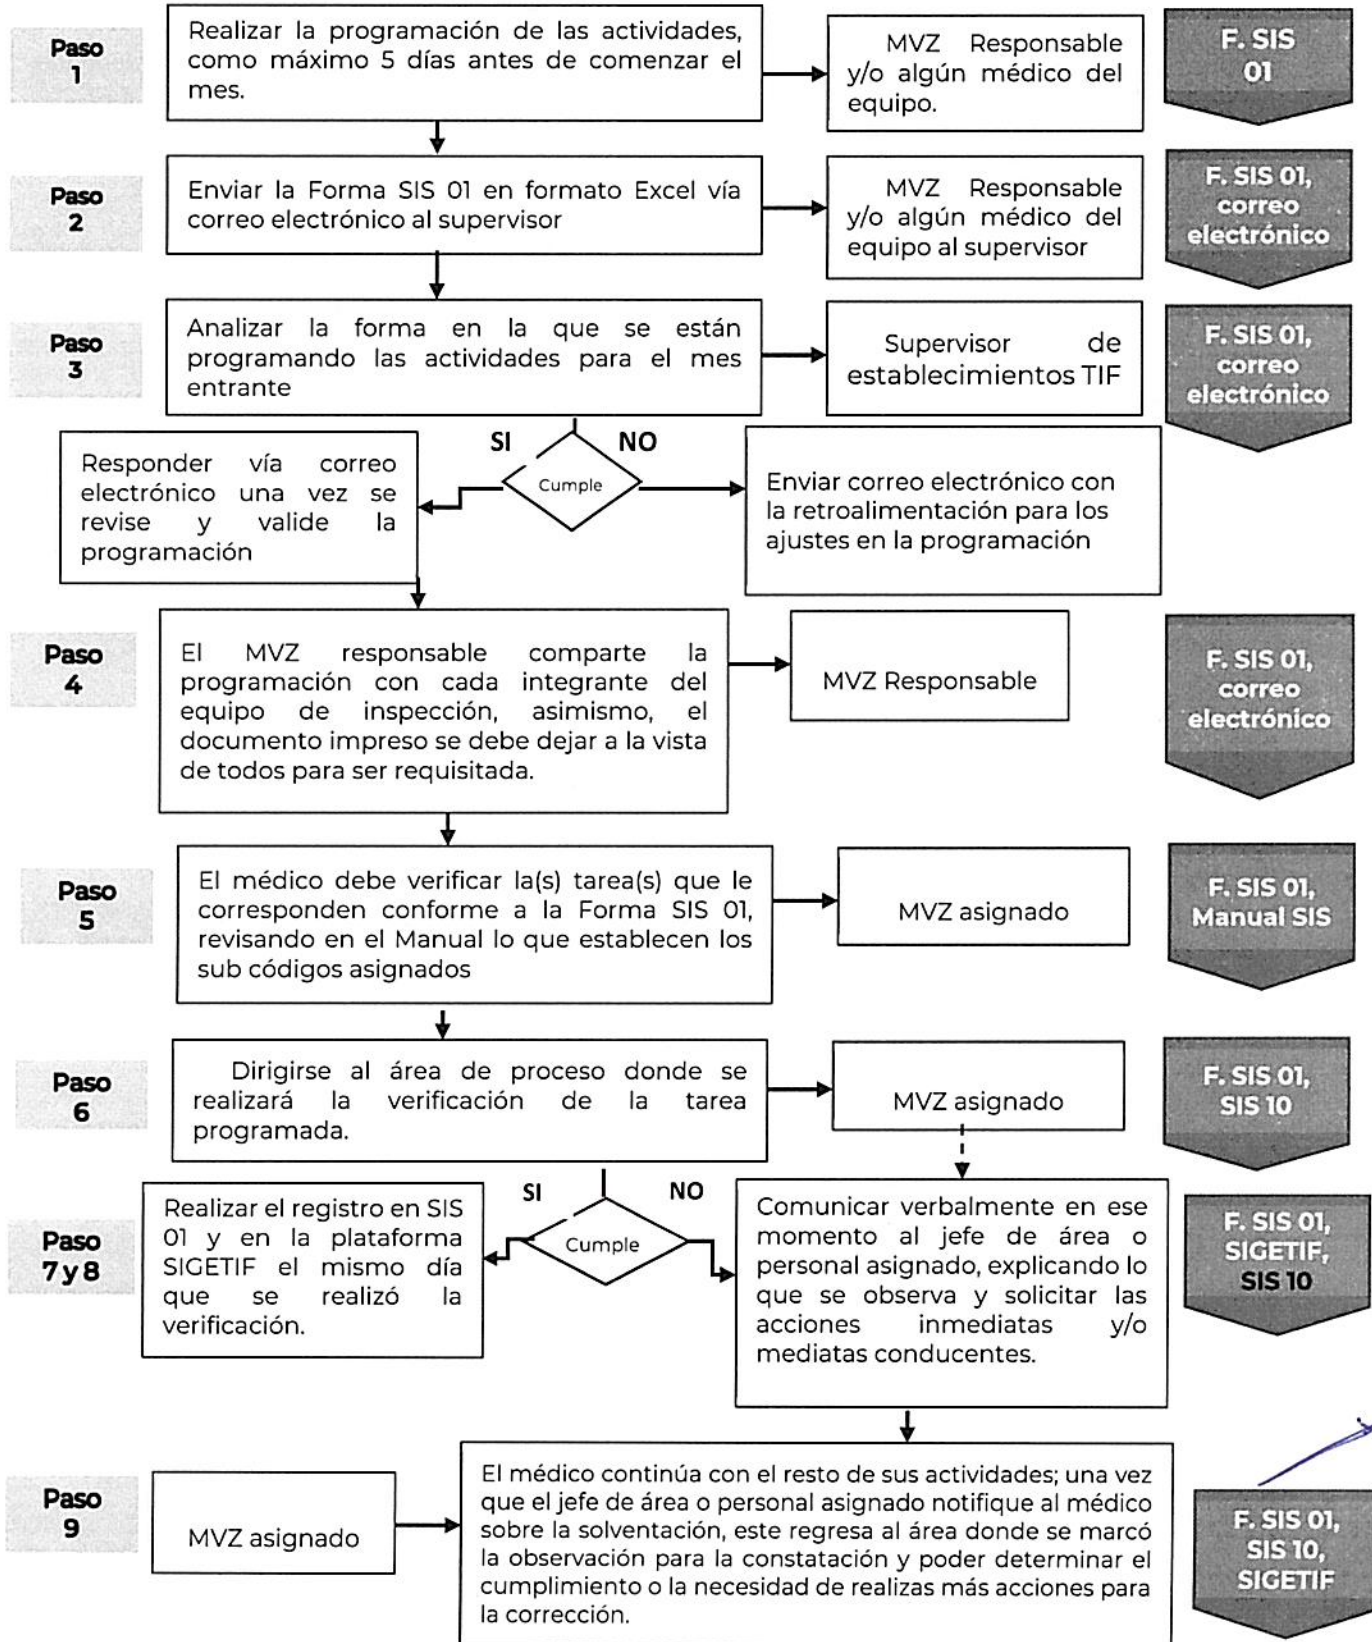 Paso
1
Realizar la programación de las actividades,
como máximo 5 días antes de comenzar el
mes.
MVZ Responsable
y/o algún médico del
equipo.
F. SIS
01
Paso
2
Enviar la Forma SIS 01 en formato Excel vía
correo electrónico al supervisor
MVZ Responsable
y/o algún médico del
equipo al supervisor
F. SIS 01,
correo
electrónico
Paso
3
Analizar la forma en la que se están
programando las actividades para el mes
entrante
Supervisor de
establecimientos TIF
F. SIS 01,
correo
electrónico
SI
NO
Cumple
Responder vía correo
electrónico una vez se
revise y valide la
programación
Enviar correo electrónico con
la retroalimentación para los
ajustes en la programación
Paso
4
El MVZ responsable comparte la
programación con cada integrante del
equipo de inspección, asimismo, el
documento impreso se debe dejar a la vista
de todos para ser requisitada.
MVZ Responsable
F. SIS 01,
correo
electrónico
Paso
5
El médico debe verificar la(s) tarea(s) que le
corresponden conforme a la Forma SIS 01,
revisando en el Manual lo que establecen los
sub códigos asignados
MVZ asignado
F. SIS 01,
Manual SIS
Paso
6
Dirigirse al área de proceso donde se
realizará la verificación de la tarea
programada.
MVZ asignado
F. SIS 01,
SIS 10
SI
NO
Cumple
Paso
7 y 8
Realizar el registro en SIS
01 y en la plataforma
SIGETIF el mismo día
que se realizó la
verificación.
Comunicar verbalmente en ese
momento al jefe de área o
personal asignado, explicando lo
que se observa y solicitar las
acciones inmediatas y/o
mediatas conducentes.
F. SIS 01,
SIGETIF,
SIS 10
Paso
9
MVZ asignado
El médico continúa con el resto de sus actividades; una vez
que el jefe de área o personal asignado notifique al médico
sobre la solventación, este regresa al área donde se marcó
la observación para la constatación y poder determinar el
cumplimiento o la necesidad de realizas más acciones para
la corrección.
F. SIS 01,
SIS 10,
SIGETIF